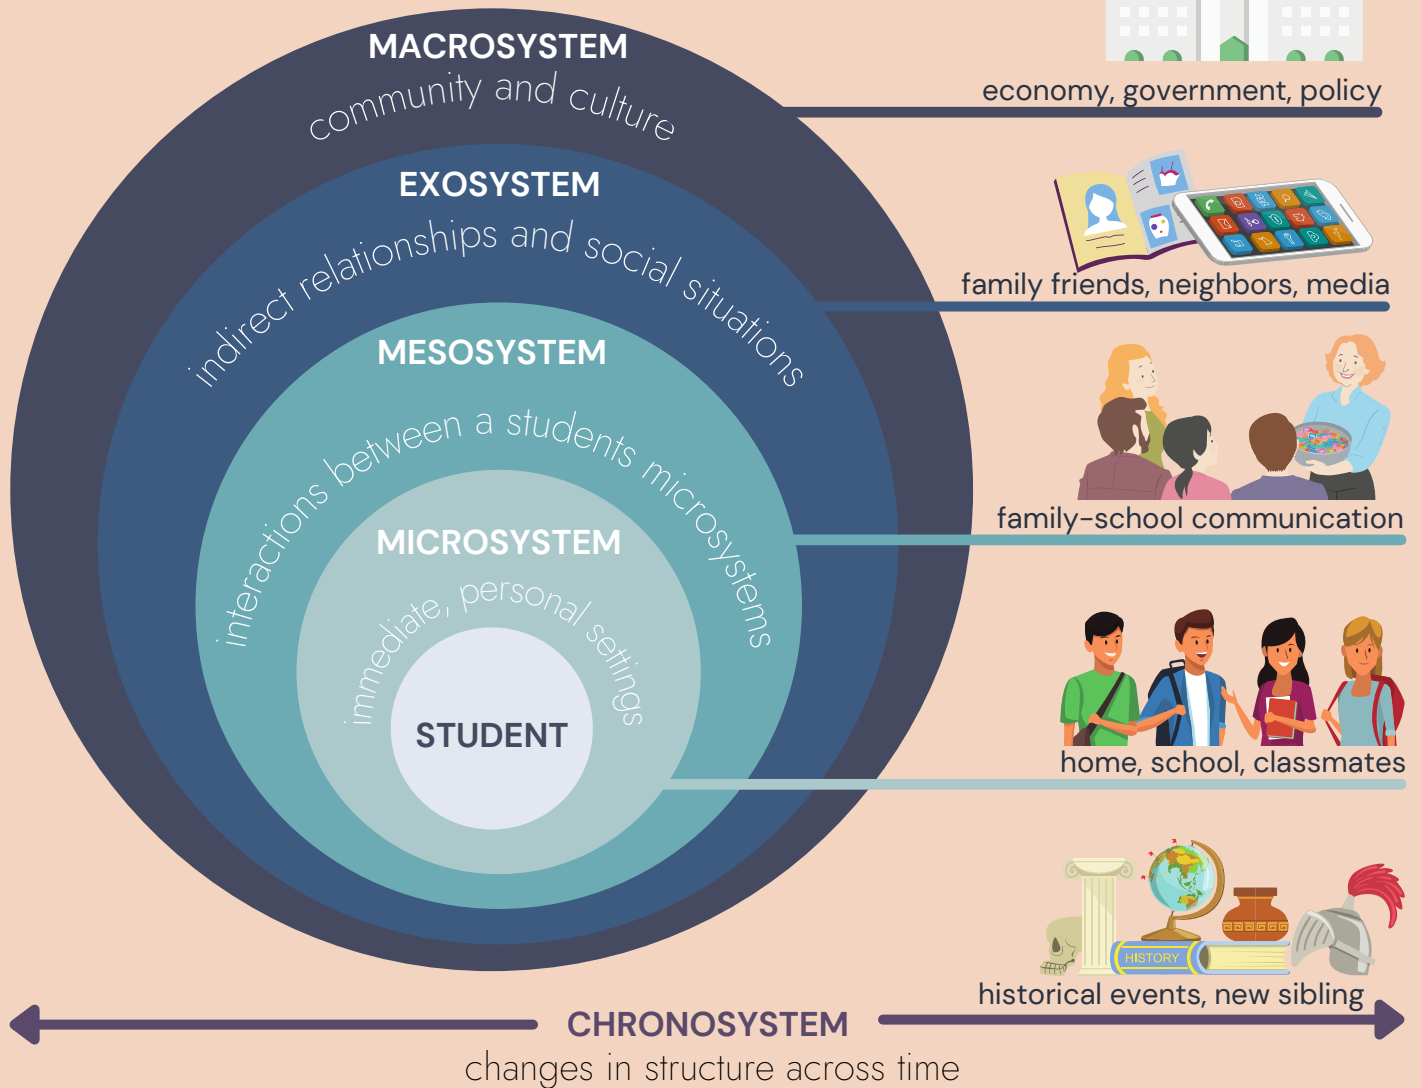 MACROSYSTEM
community and culture
economy, government, policy
EXOSYSTEM
indirect relationships and social situations
family friends, neighbors, media
MESOSYSTEM
interactions between a students microsystems
family-school communication
MICROSYSTEM
immediate, personal settings
STUDENT
home, school, classmates
HISTORY
historical events, new sibling
CHRONOSYSTEM
changes in structure across time